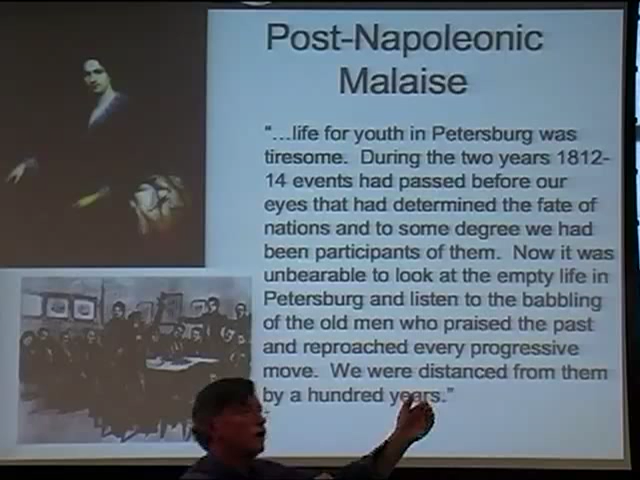 Post-Napoleonic
Malaise
“...life for youth in Petersburg was
tiresome.  During the two years 1812-
14 events had passed before our
eyes that had determined the fate of
nations and to some degree we had
been participants of them.  Now it was
unbearable to look at the empty life in
Petersburg and listen to the babbling
of the old men who praised the past
and reproached every progressive
move.  We were distanced from them
by a hundred years.”